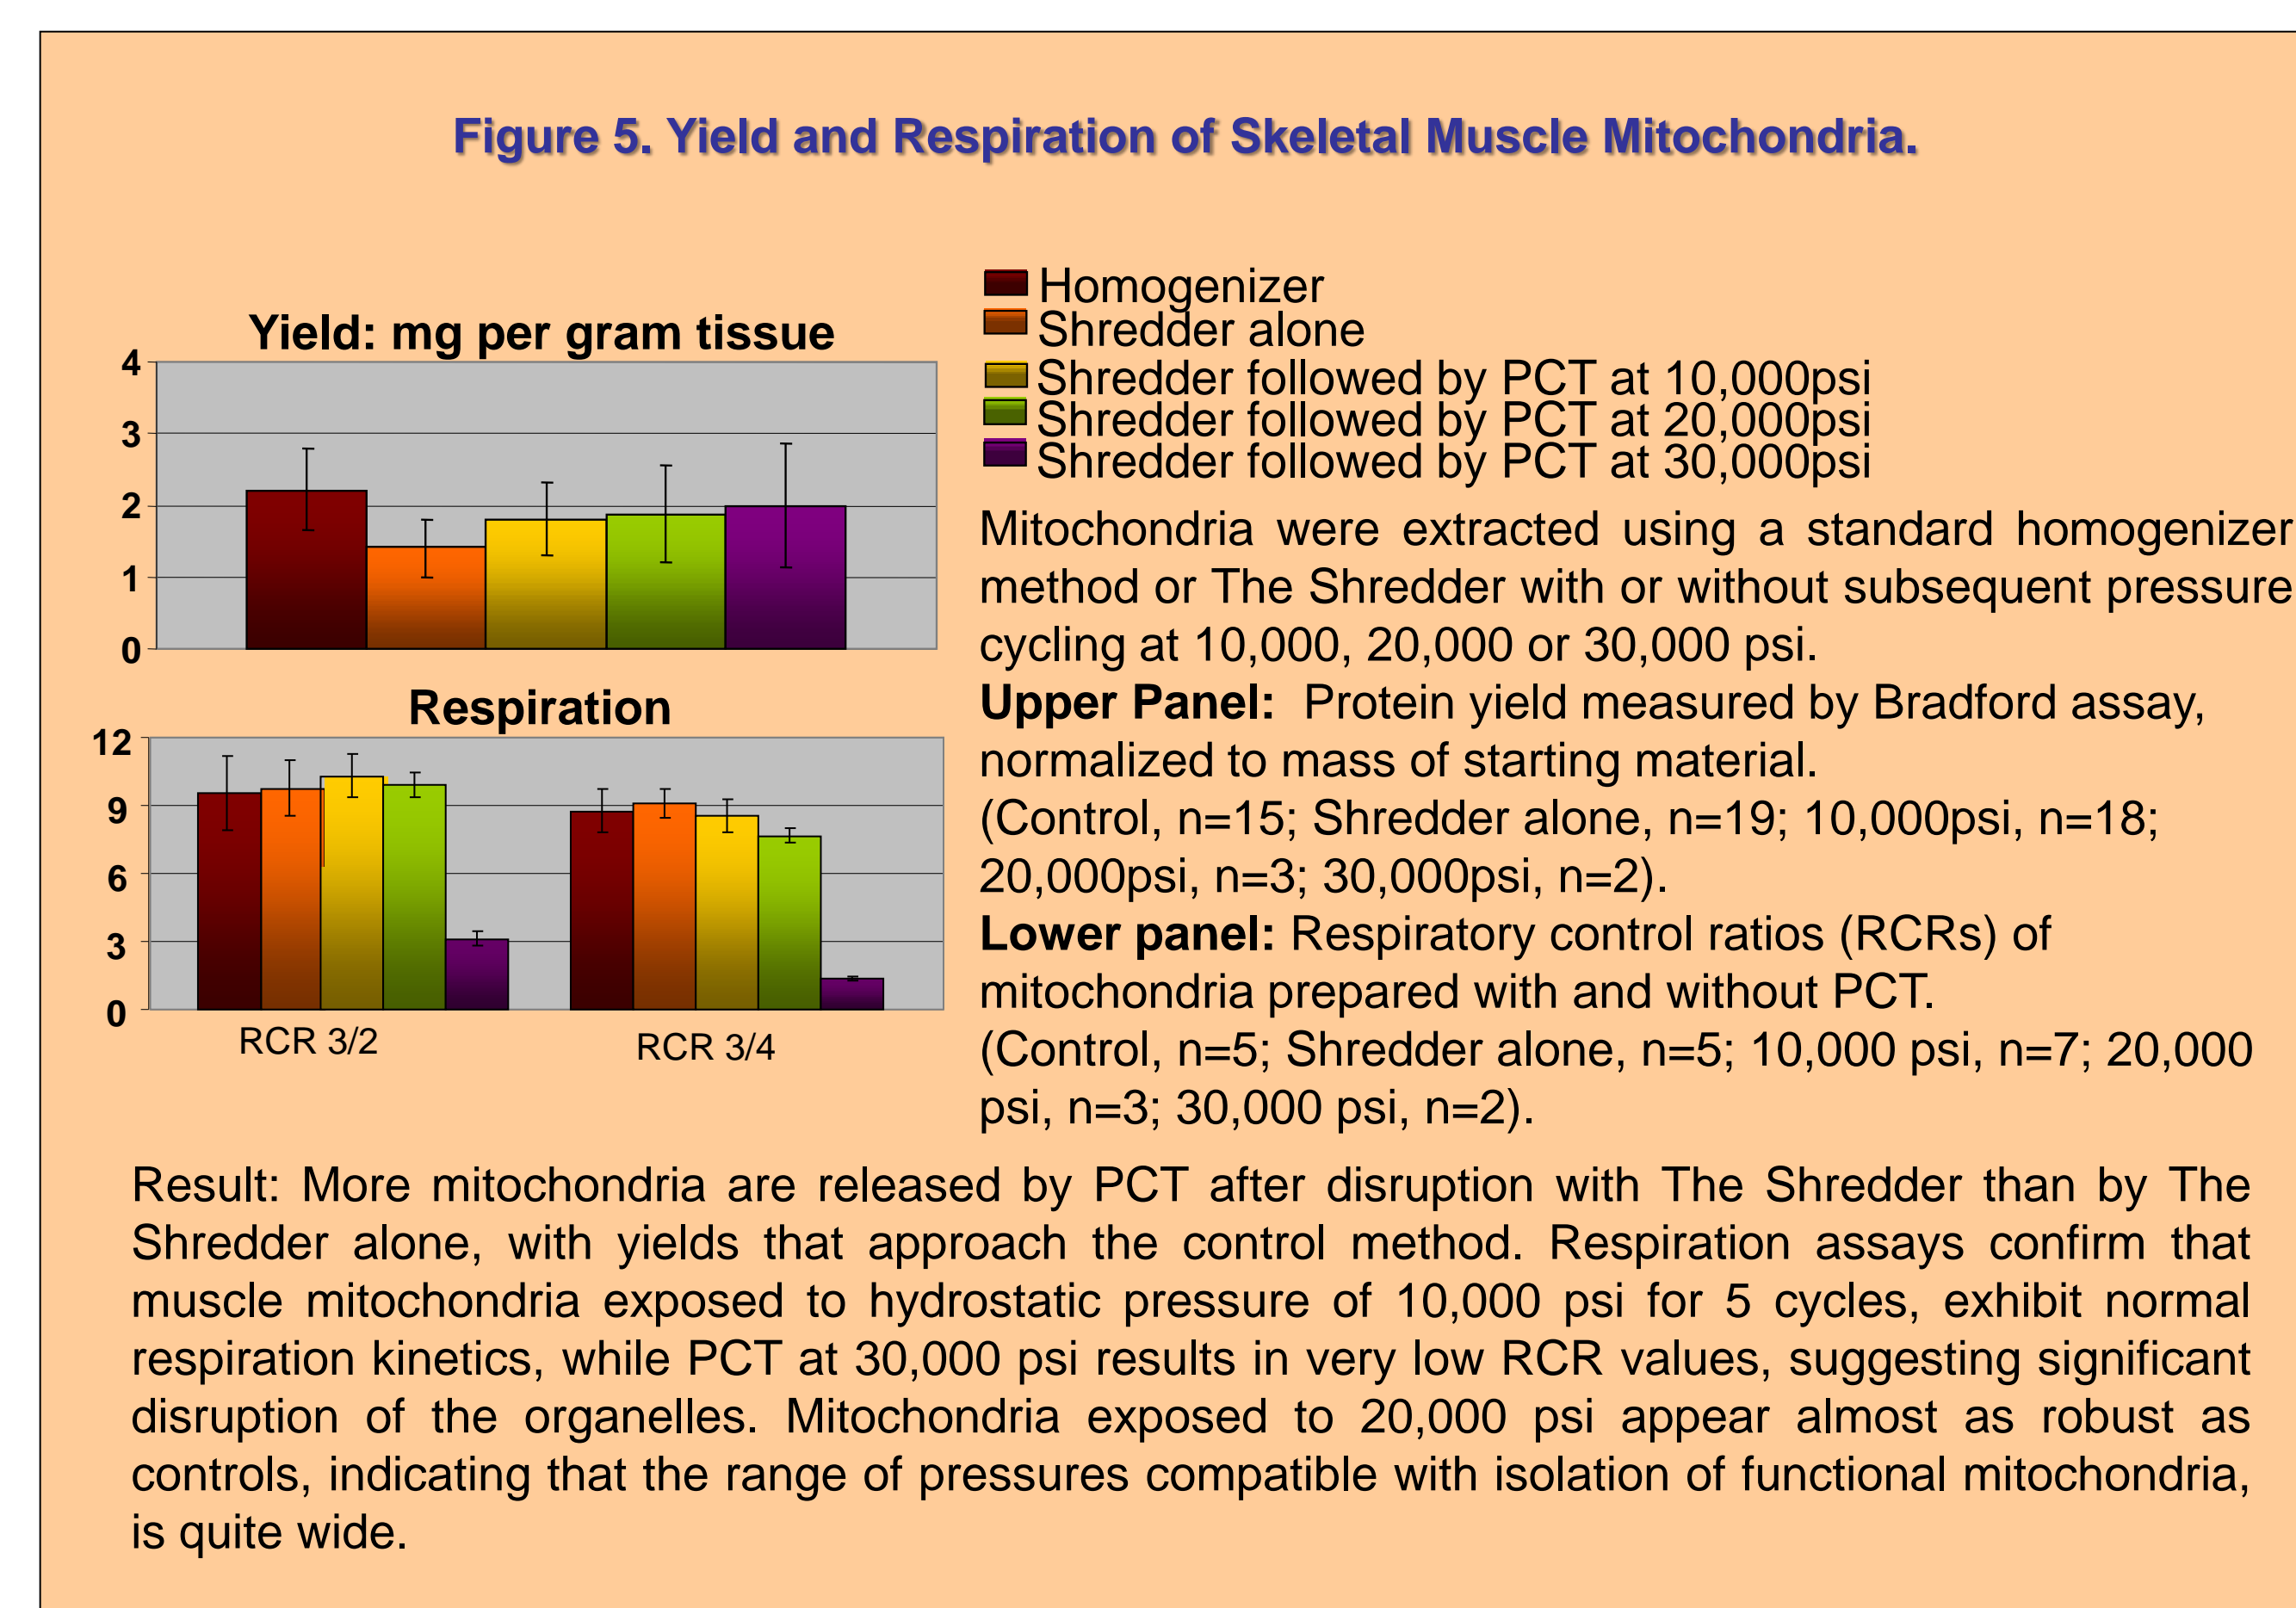 Figure 5. Yield and Respiration of Skeletal Muscle Mitochondria.
Yield: mg per gram tissue
4
3
2
1
0
Respiration
12
9
6
3
0
RCR 3/2
RCR 3/4
Homogenizer
Shredder alone
Shredder followed by PCT at 10,000psi
Shredder followed by PCT at 20,000psi
Shredder followed by PCT at 30,000psi
Mitochondria were extracted using a standard homogenizer
method or The Shredder with or without subsequent pressure
cycling at 10,000, 20,000 or 30,000 psi.
Upper Panel: Protein yield measured by Bradford assay,
normalized to mass of starting material.
(Control, n=15; Shredder alone, n=19; 10,000psi, n=18;
20,000psi, n=3; 30,000psi, n=2).
Lower panel: Respiratory control ratios (RCRs) of
mitochondria prepared with and without PCT.
(Control, n=5; Shredder alone, n=5; 10,000 psi, n=7; 20,000
psi, n=3; 30,000 psi, n=2).
Result: More mitochondria are released by PCT after disruption with The Shredder than by The
Shredder alone, with yields that approach the control method. Respiration assays confirm that
muscle mitochondria exposed to hydrostatic pressure of 10,000 psi for 5 cycles, exhibit normal
respiration kinetics, while PCT at 30,000 psi results in very low RCR values, suggesting significant
disruption of the organelles. Mitochondria exposed to 20,000 psi appear almost as robust as
controls, indicating that the range of pressures compatible with isolation of functional mitochondria,
is quite wide.